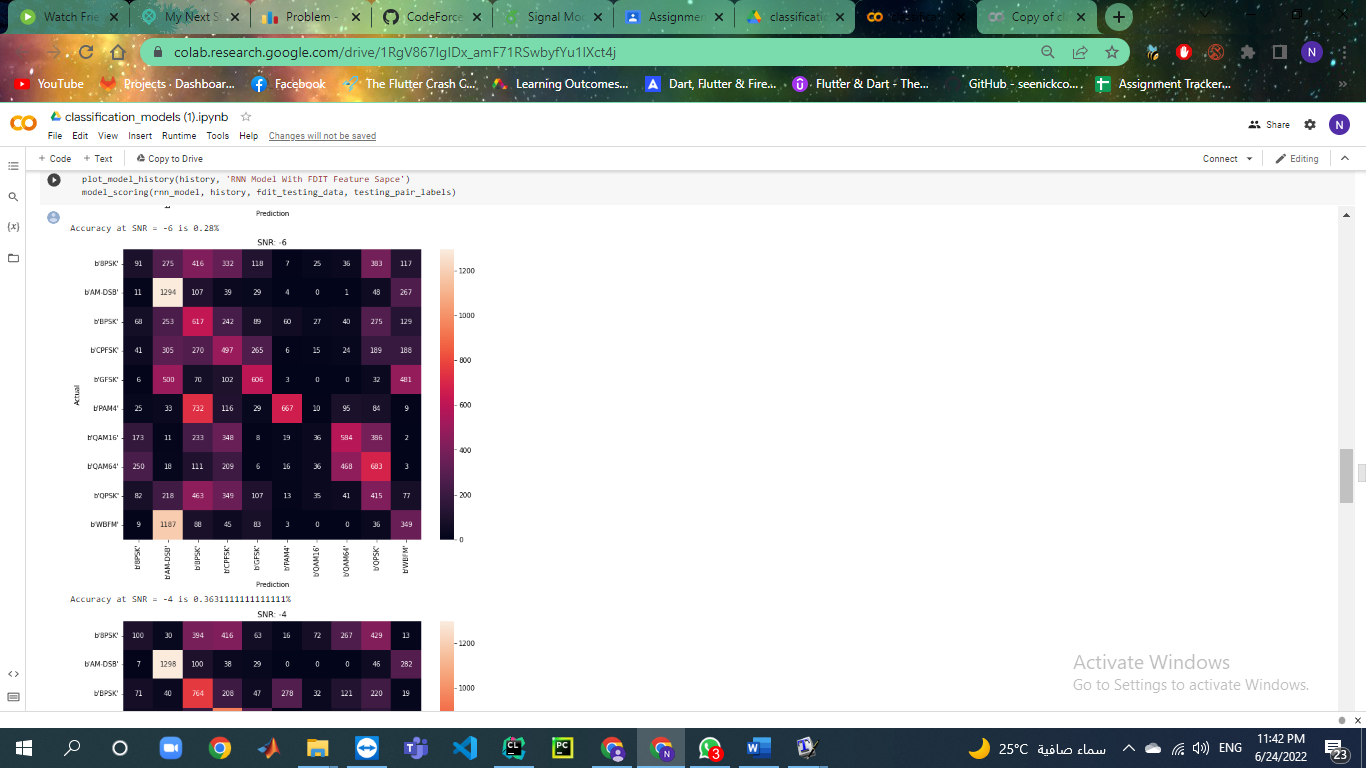 Watch Frie
My Next S
Problem -
CodeForce
Signal Mo
Assignmen
classificatio
Copy of cl
colab.research.google.com/drive/1RgV867IgIDx_amF71RSwbyfYu1lXct4j
N
YouTube
Projects · Dashboar...
Facebook
The Flutter Crash C...
Learning Outcomes...
Dart, Flutter & Fire...
Flutter & Dart - The...
GitHub - seenickco...
Assignment Tracker...
»
classification_models (1).ipynb
File Edit View Insert Runtime Tools Help Changes will not be saved
Share
N
+ Code + Text Copy to Drive
Connect Editing
{x}
plot_model_history(history, 'RNN Model With FDIT Feature Sapce')
model_scoring(rnn_model, history, fdit_testing_data, testing_pair_labels)
Prediction
Accuracy at SNR = -6 is 0.28%
SNR: -6
b'8PSK' 91 275 416 332 118 7 25 36 383 117
b'AM-DSB' 11 1294 107 39 29 4 0 1 48 267
b'BPSK' 68 253 617 242 89 60 27 40 275 129
b'CPFSK' 41 305 270 497 265 6 15 24 189 188
b'GFSK' 6 500 70 102 606 3 0 0 32 481
b'PAM4' 25 33 732 116 29 667 10 95 84 9
b'QAM16' 173 11 233 348 8 19 36 584 386 2
b'QAM64' 250 18 111 209 6 16 36 468 683 3
b'QPSK' 82 218 463 349 107 13 35 41 415 77
b'WBFM' 9 1187 88 45 83 3 0 0 36 349
Actual
1200
1000
800
600
400
200
0
b'8PSK' b'AM-DSB' b'BPSK' b'CPFSK' b'GFSK' b'PAM4' b'QAM16' b'QAM64' b'QPSK' b'WBFM'
Prediction
Accuracy at SNR = -4 is 0.3631111111111111%
SNR: -4
b'8PSK' 100 30 394 416 63 16 72 267 429 13
b'AM-DSB' 7 1298 100 38 29 0 0 0 46 282
b'BPSK' 71 40 764 208 47 278 32 121 220 19
1200
1000
Activate Windows
Go to Settings to activate Windows.
CL
PC
N
3
25°C سماء صافية
ENG
11:42 PM
6/24/2022
23